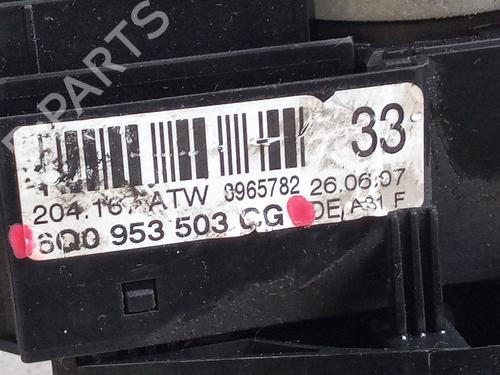 PARTS
33
204.167 ATW 8965782 26.06.07
6Q0 953 503 CG DE A31 F